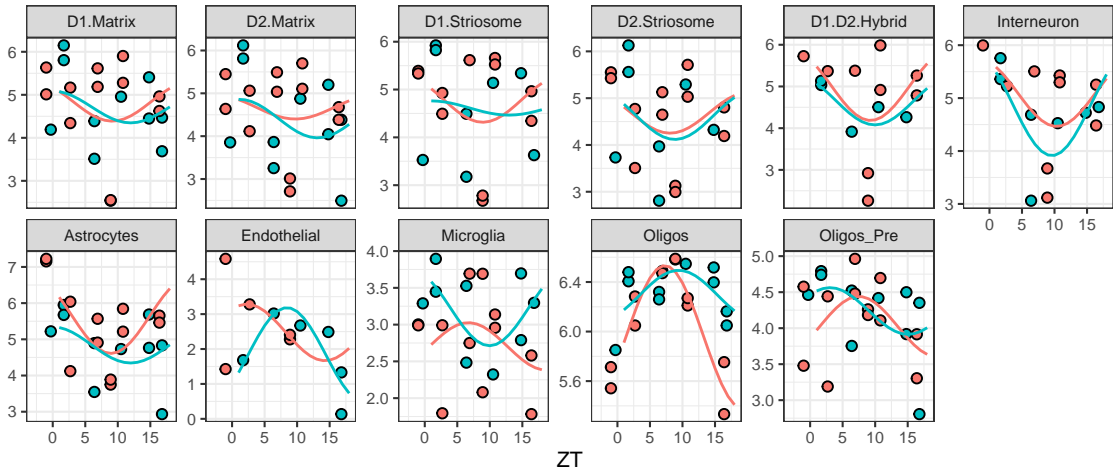 D1.Matrix D2.Matrix D1.Striosome D2.Striosome D1.D2.Hybrid Interneuron
6 5 4 3
6 5 4 3
6 5 4 3
6 5 4 3
6 5 4 3
6 5 4 3
0 5 10 15
Astrocytes Endothelial Microglia Oligos Oligos_Pre
7 6 5 4 3
4 3 2 1 0
4.0 3.5 3.0 2.5 2.0
6.4 6.0 5.6
5.0 4.5 4.0 3.5 3.0
0 5 10 15 0 5 10 15 0 5 10 15 0 5 10 15 0 5 10 15
ZT